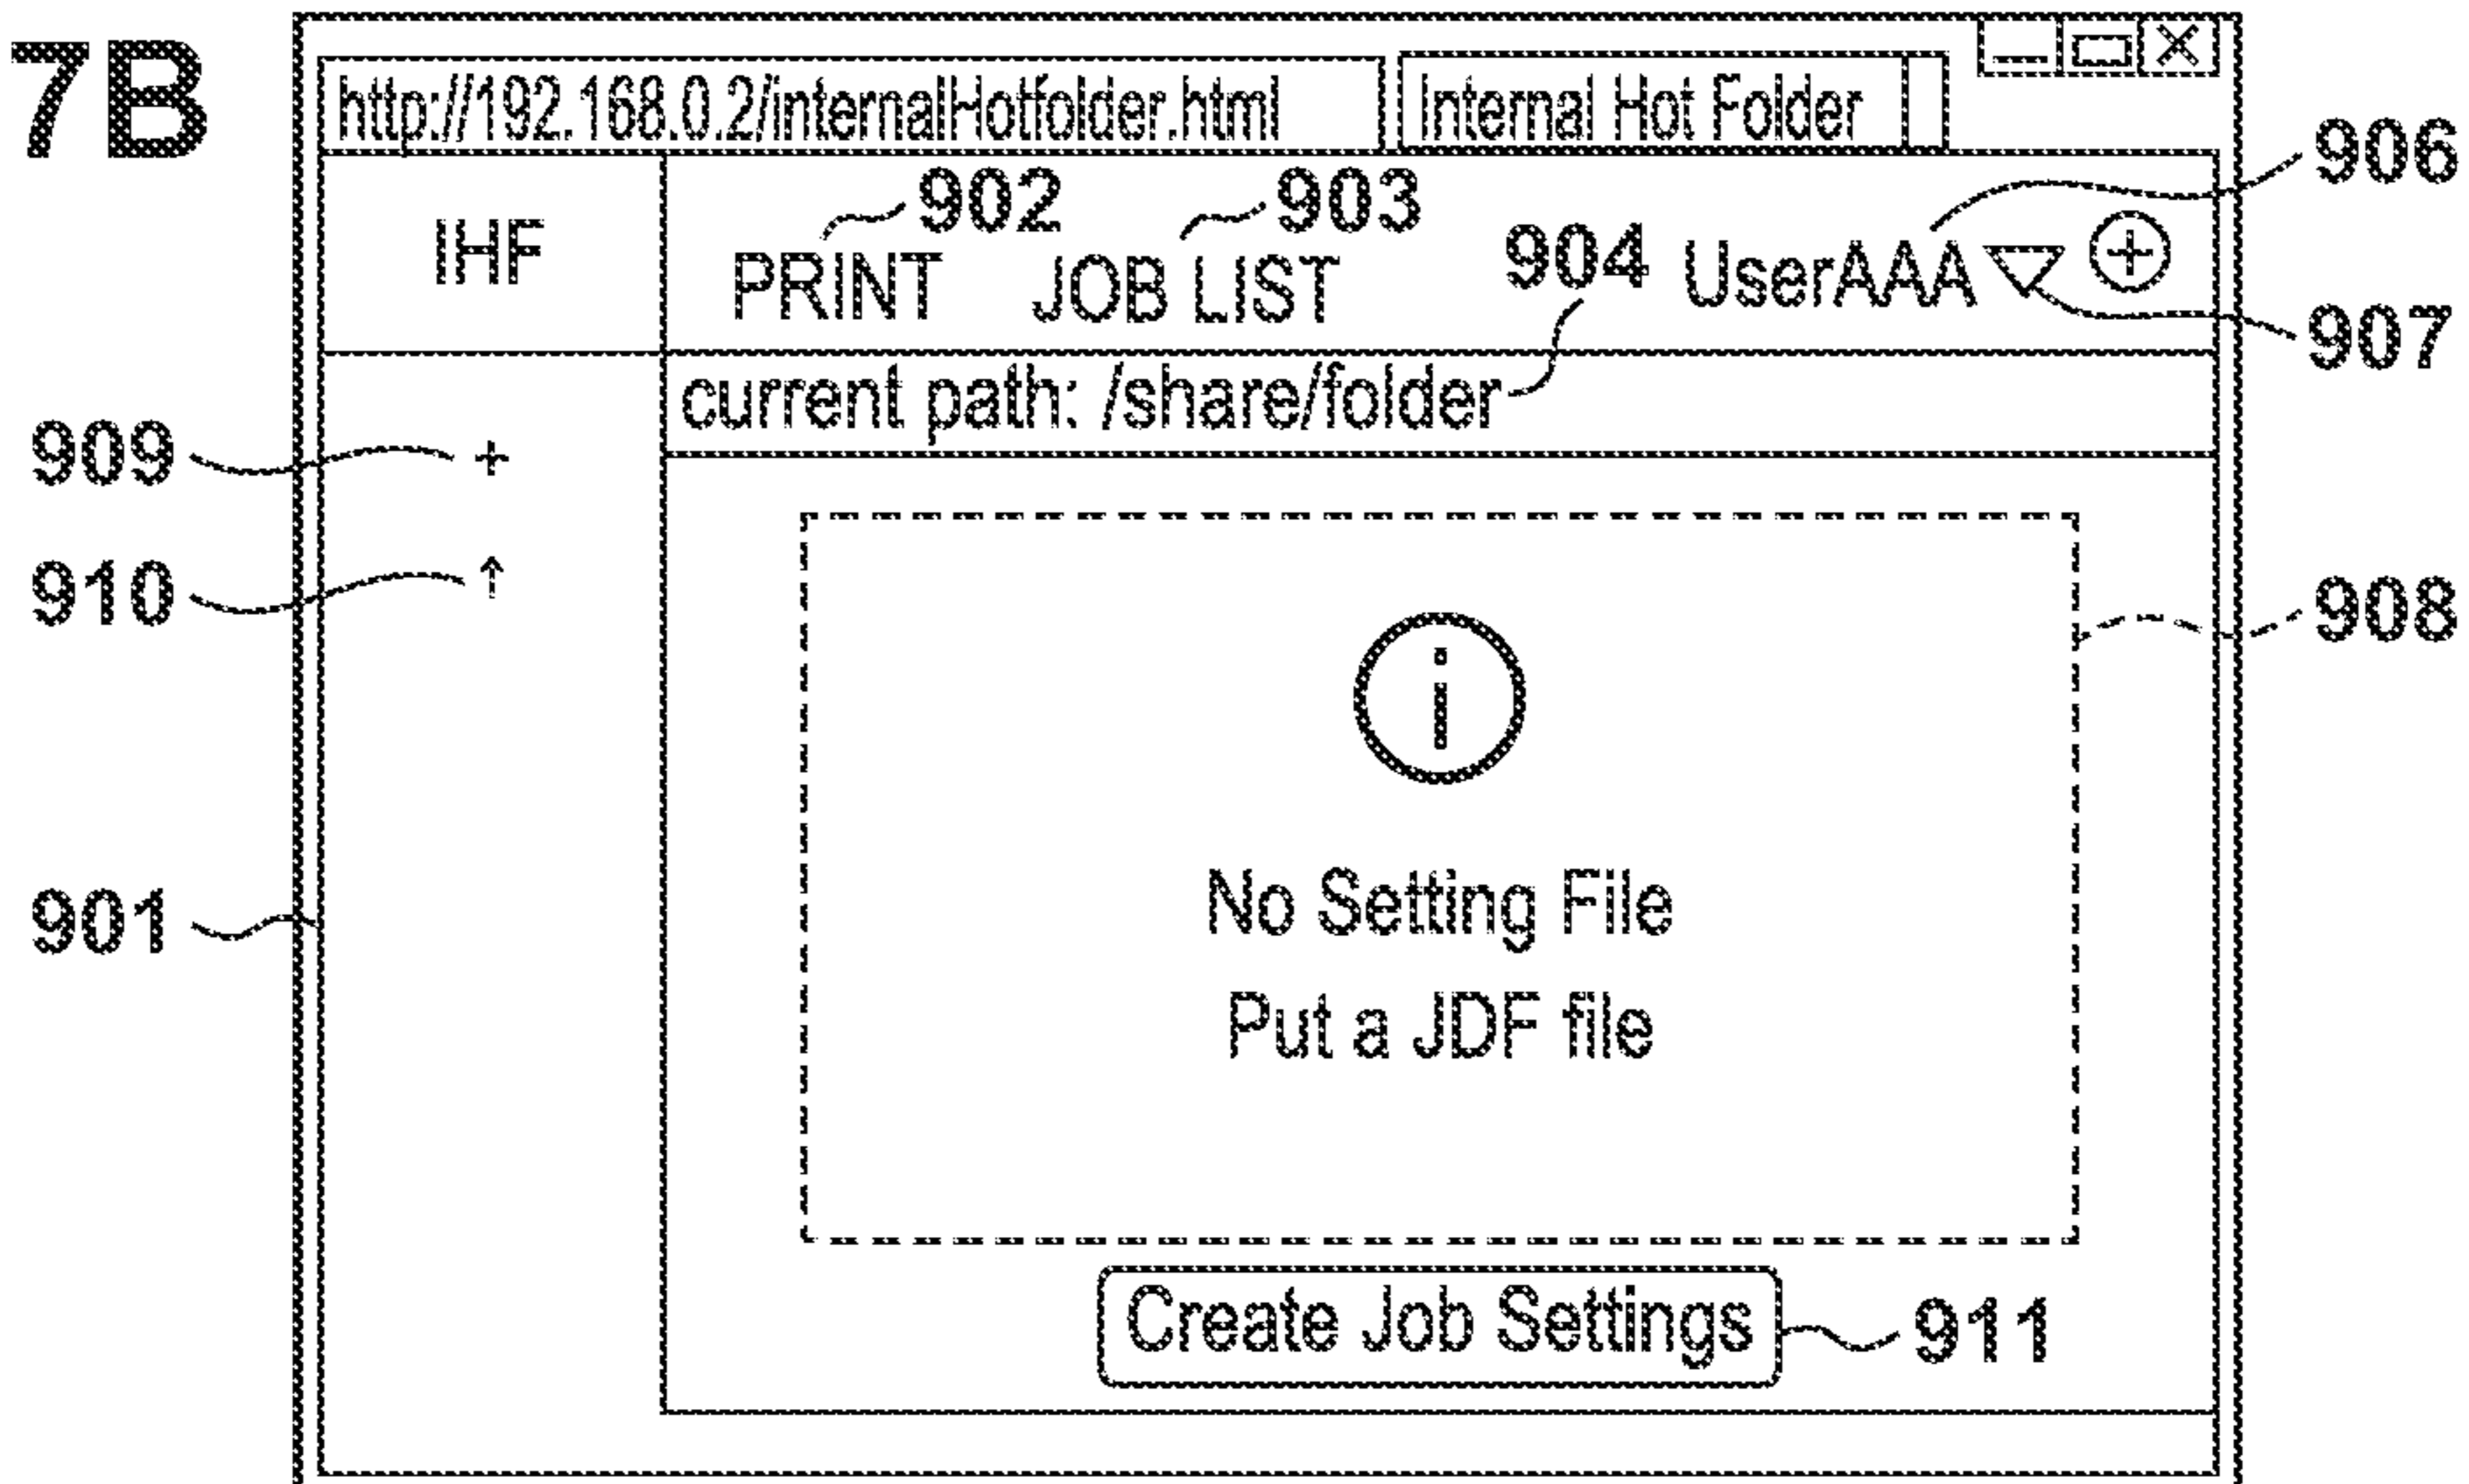 7B
http://192.168.0.2/internalHotfolder.html Internal Hot Folder
906
902 903
IHF PRINT JOB LIST 904 UserAAA
907
current path: /share/folder
909 +
910 ↑
908
i
No Setting File
901
Put a JDF file
Create Job Settings 911